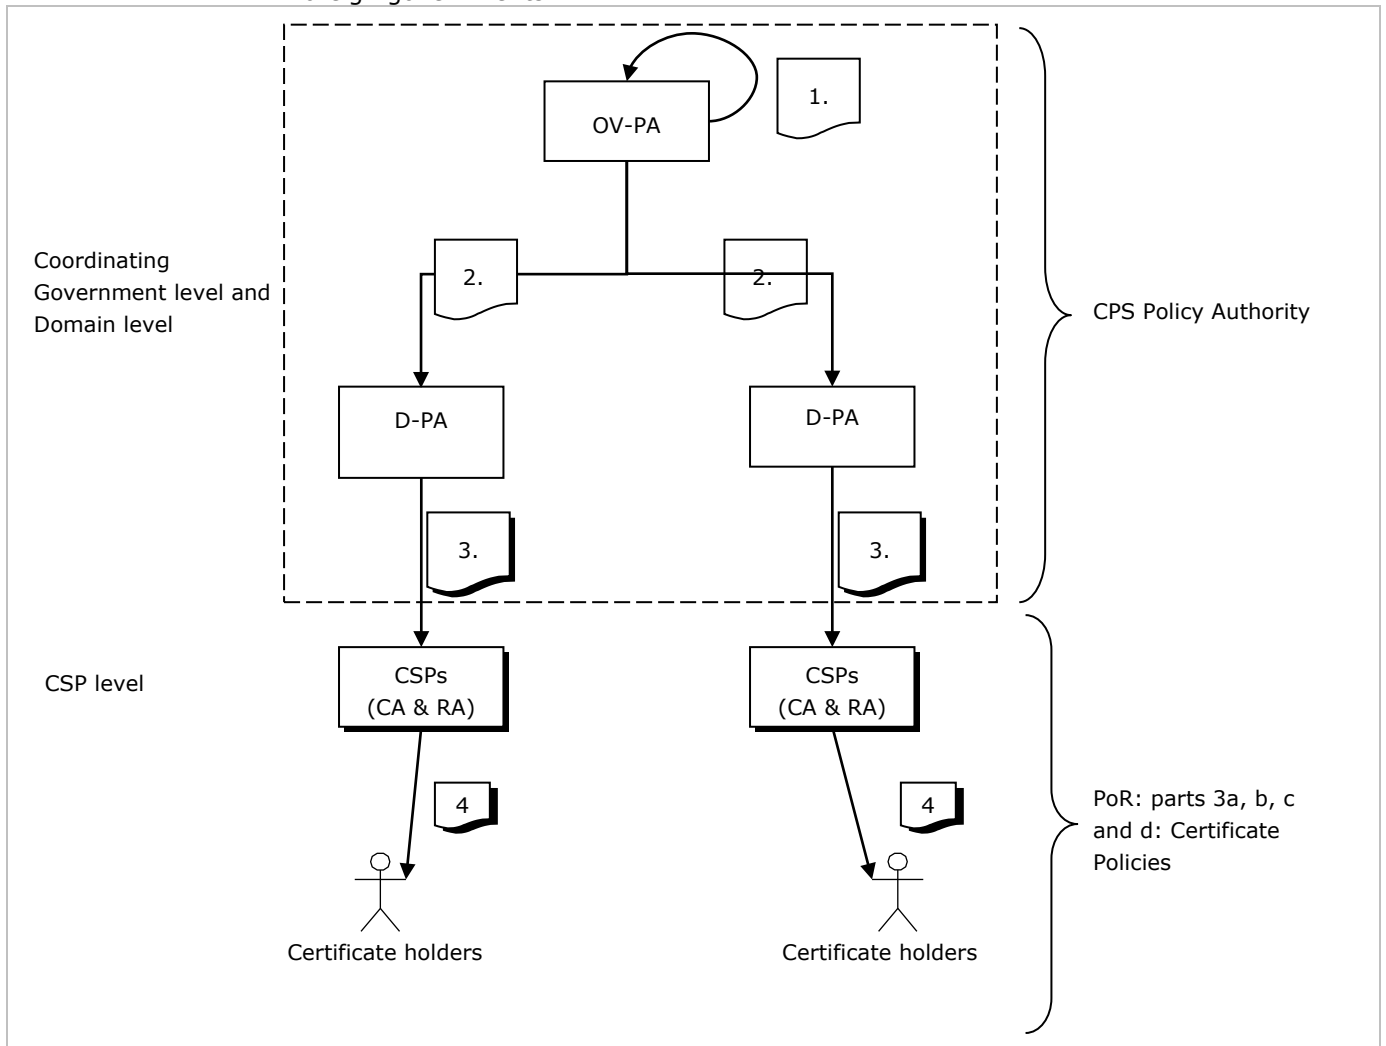 1.
OV-PA
2.
2.
Coordinating
Government level and
Domain level
CPS Policy Authority
D-PA
D-PA
3.
3.
CSP level
CSPs
(CA & RA)
CSPs
(CA & RA)
4
4
PoR: parts 3a, b, c
and d: Certificate
Policies
Certificate holders
Certificate holders